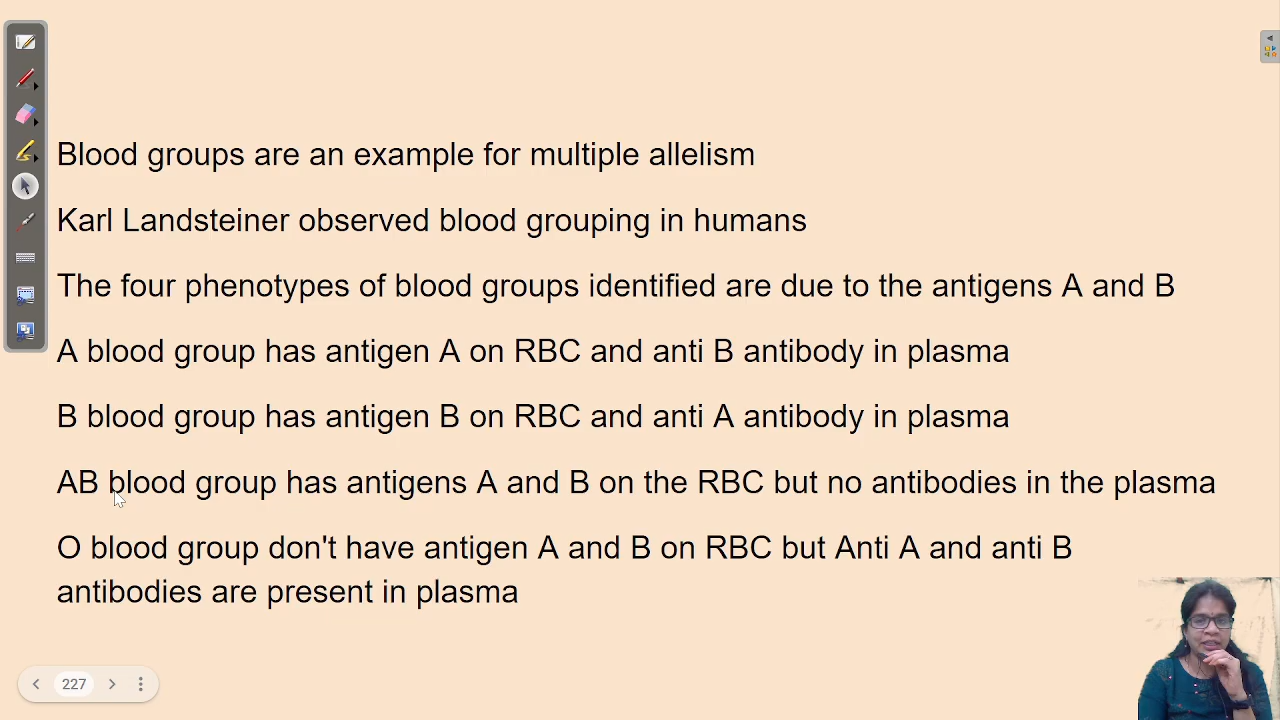 Blood groups are an example for multiple allelism
Karl Landsteiner observed blood grouping in humans
The four phenotypes of blood groups identified are due to the antigens A and B
A blood group has antigen A on RBC and anti B antibody in plasma
B blood group has antigen B on RBC and anti A antibody in plasma
AB blood group has antigens A and B on the RBC but no antibodies in the plasma
O blood group don't have antigen A and B on RBC but Anti A and anti B
antibodies are present in plasma
227